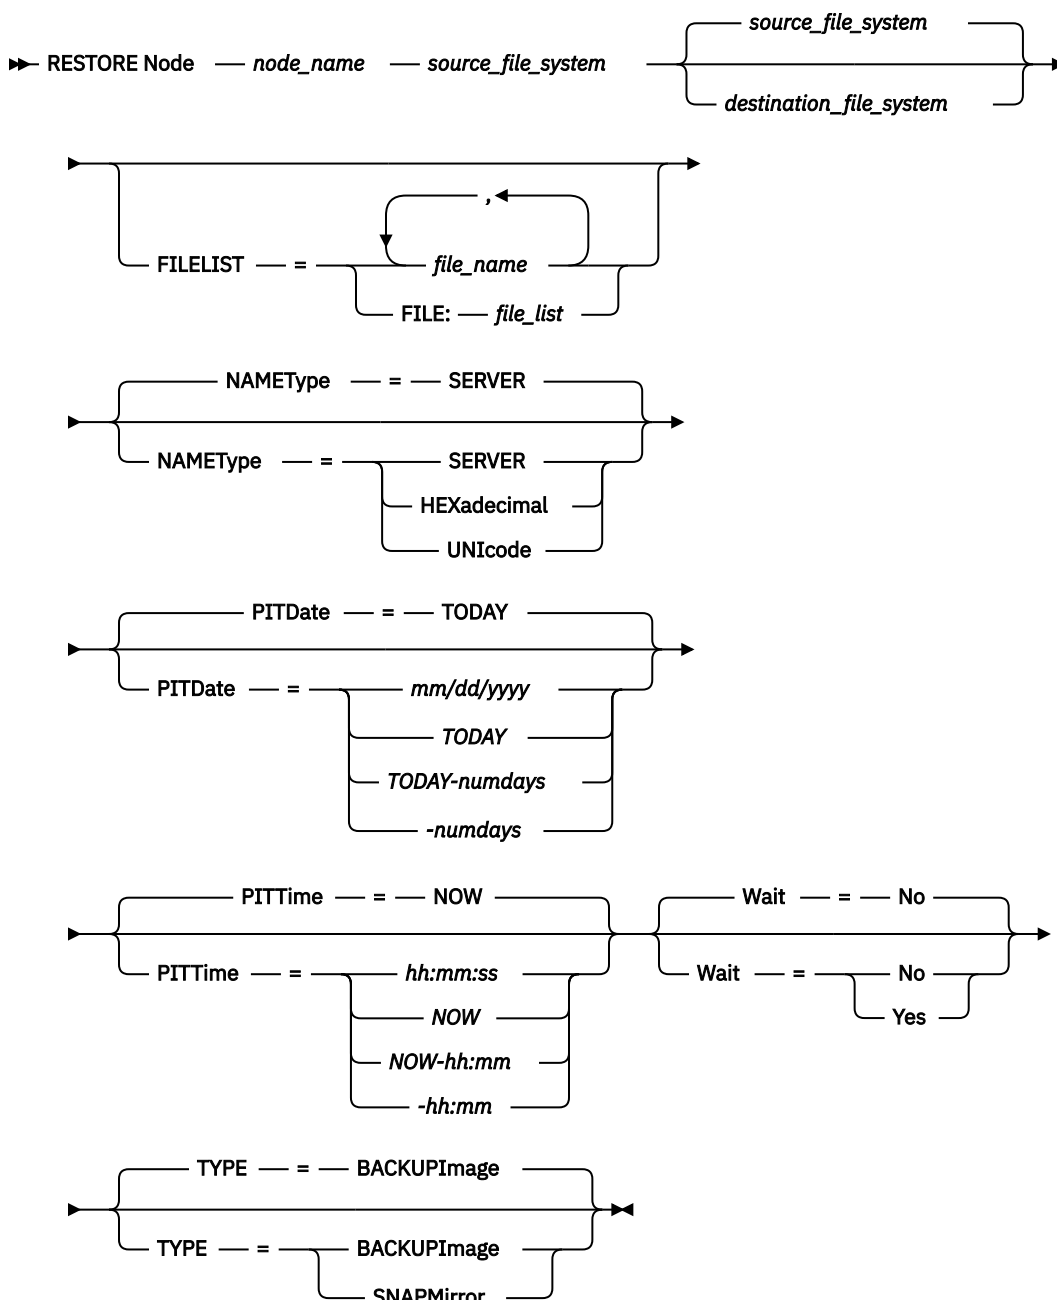 source_file_system
RESTORE Node node_name source_file_system
destination_file_system
,
FILELIST = file_name
FILE: file_list
NAMEType = SERVER
NAMEType = SERVER
HEXadecimal
UNIcode
PITDate = TODAY
PITDate = mm/dd/yyyy
TODAY
TODAY-numdays
-numdays
PITTime = NOW Wait = No
PITTime = hh:mm:ss Wait = No
NOW Yes
NOW-hh:mm
-hh:mm
TYPE = BACKUPImage
TYPE = BACKUPImage
SNAPMirror